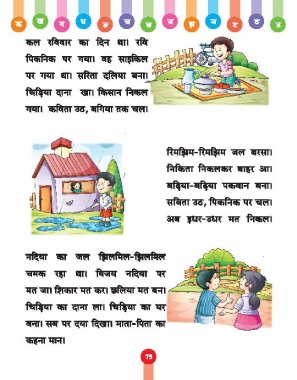 क ख ग घ च छ ज झ ट ठ ड
कल रविवार का दिन था। रवि
पिकनिक पर गया। वह साइकिल
पर गया था। सरिता दलिया बना।
चिड़िया दाना खा। किसान निकल
गया। कविता उठ, बगिया तक चल।
रिमझिम-रिमझिम जल बरसा।
निकिता निकलकर बाहर आ।
बढ़िया-बढ़िया पकवान बना।
सविता उठ, पिकनिक पर चल।
अब इधर-उधर मत निकल।
नदिया का जल झिलमिल-झिलमिल
चमक रहा था। विजय नदिया पर
मत जा। शिकार मत कर। छलिया मत बन।
चिड़िया का दाना ला। चिड़िया का घर
बना। सब पर दया दिखा। माता-पिता का
कहना मान।
75